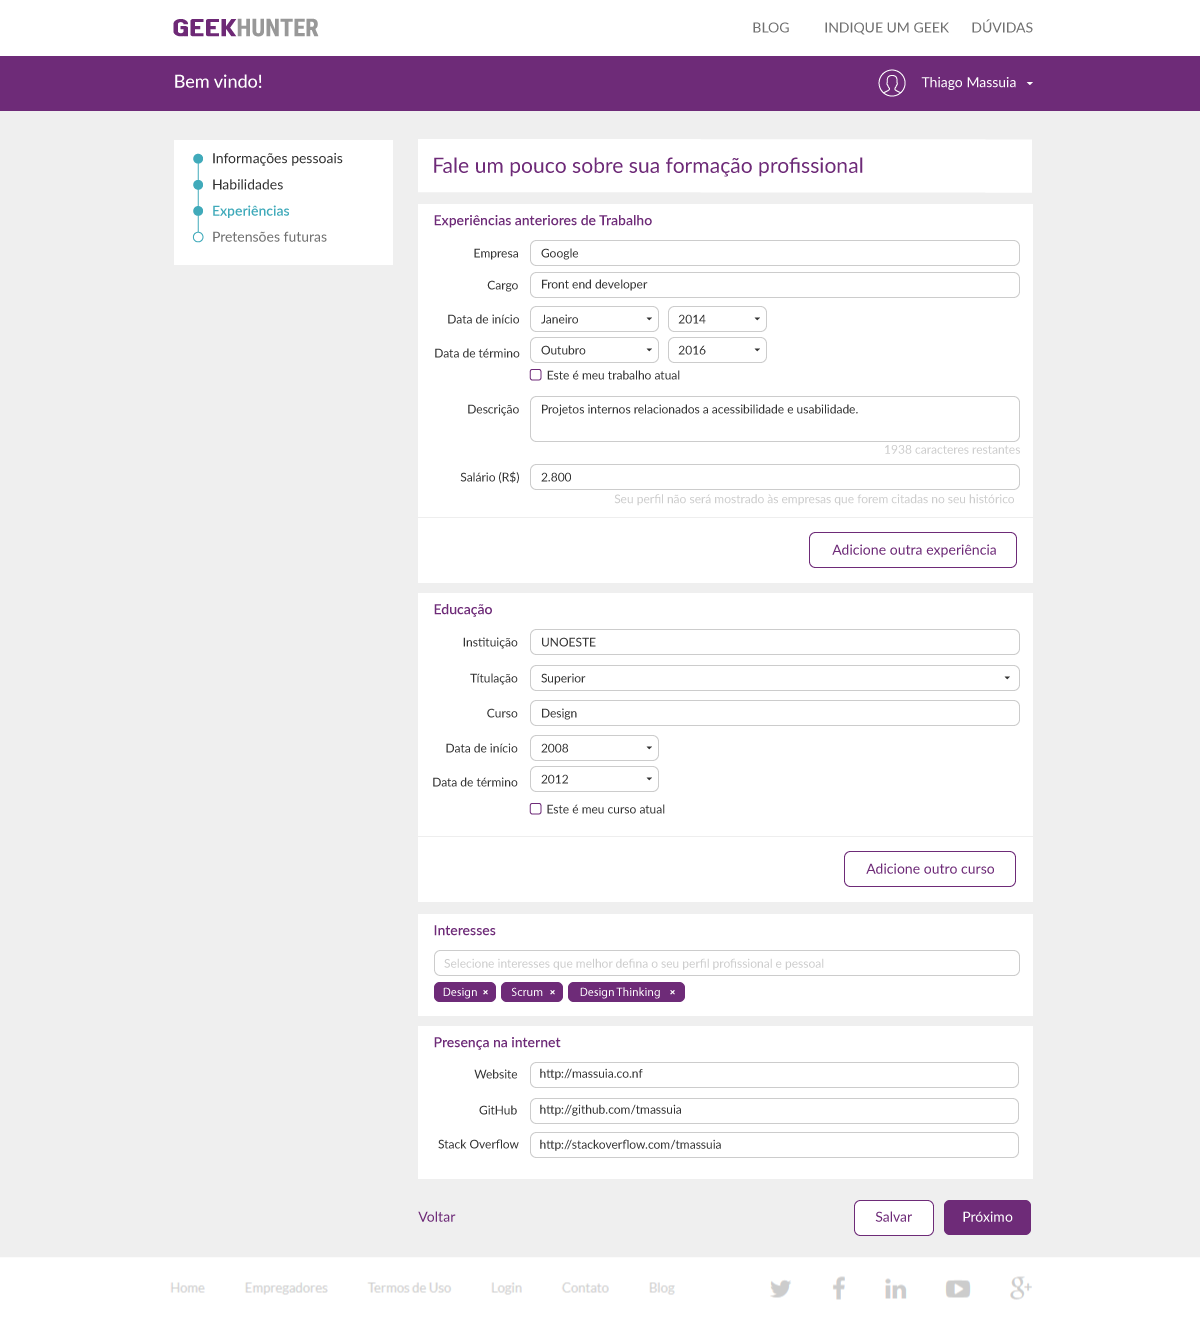 GEEKHUNTER
BLOG INDIQUE UM GEEK DÚVIDAS
Bem vindo!
Thiago Massuia
Informações pessoais
Habilidades
Experiências
Pretensões futuras
Fale um pouco sobre sua formação profissional
Experiências anteriores de Trabalho
Empresa Google
Cargo Front end developer
Data de início Janeiro 2014
Data de término Outubro 2016
Este é meu trabalho atual
Descrição Projetos internos relacionados a acessibilidade e usabilidade.
1938 caracteres restantes
Salário (R$) 2.800
Seu perfil não será mostrado às empresas que forem citadas no seu histórico
Adicione outra experiência
Educação
Instituição UNOESTE
Títulação Superior
Curso Design
Data de início 2008
Data de término 2012
Este é meu curso atual
Adicione outro curso
Interesses
Selecione interesses que melhor defina o seu perfil profissional e pessoal
Design × Scrum × Design Thinking ×
Presença na internet
Website http://massuia.co.nf
GitHub http://github.com/tmassuia
Stack Overflow http://stackoverflow.com/tmassuia
Voltar Salvar Próximo
Home Empregadores Termos de Uso Login Contato Blog